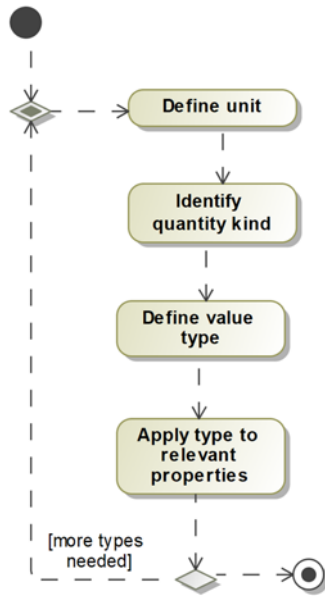 Define unit
Identify
quantity kind
Define value
type
Apply type to
relevant
properties
[more types
needed]